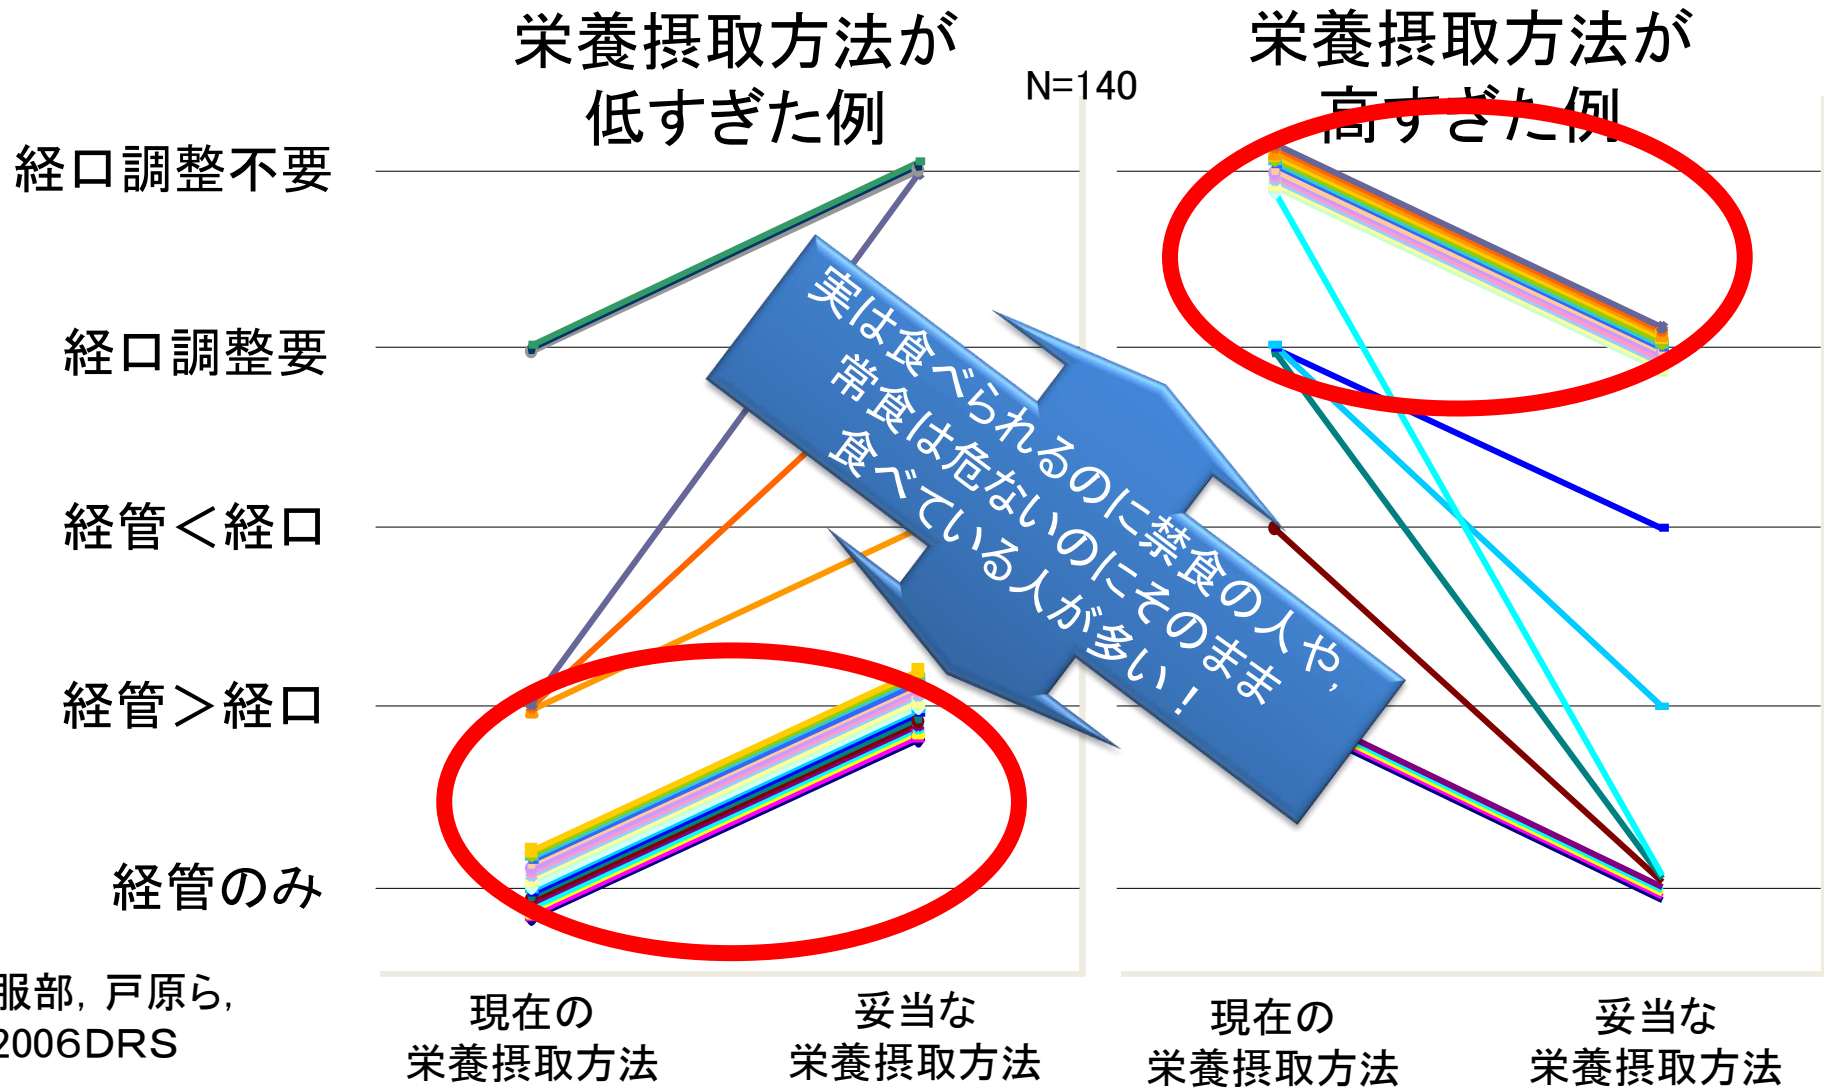 栄養摂取方法が
低すぎた例
N=140
栄養摂取方法が
高すぎた例
経口調整不要
経口調整要
経管＜経口
経管＞経口
経管のみ
実は食べられるのに禁食の人や,
常食は危ないのにそのまま
食べている人が多い！
服部, 戸原ら,
2006DRS
現在の
栄養摂取方法
妥当な
栄養摂取方法
現在の
栄養摂取方法
妥当な
栄養摂取方法